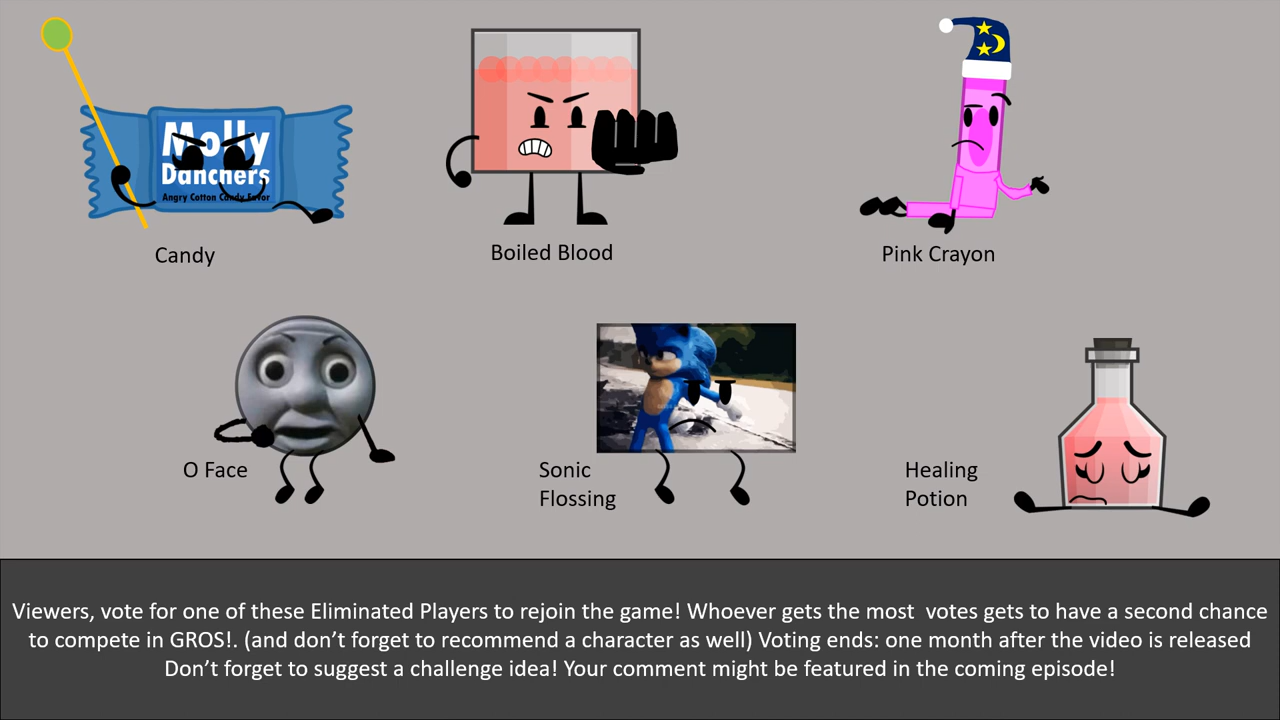 Molly
Danchers
Angry Cotton Candy Favor
Candy
Boiled Blood
Pink Crayon
O Face
Sonic
Flossing
Healing
Potion
Viewers, vote for one of these Eliminated Players to rejoin the game! Whoever gets the most  votes gets to have a second chance
to compete in GROS!. (and don’t forget to recommend a character as well) Voting ends: one month after the video is released
Don’t forget to suggest a challenge idea! Your comment might be featured in the coming episode!